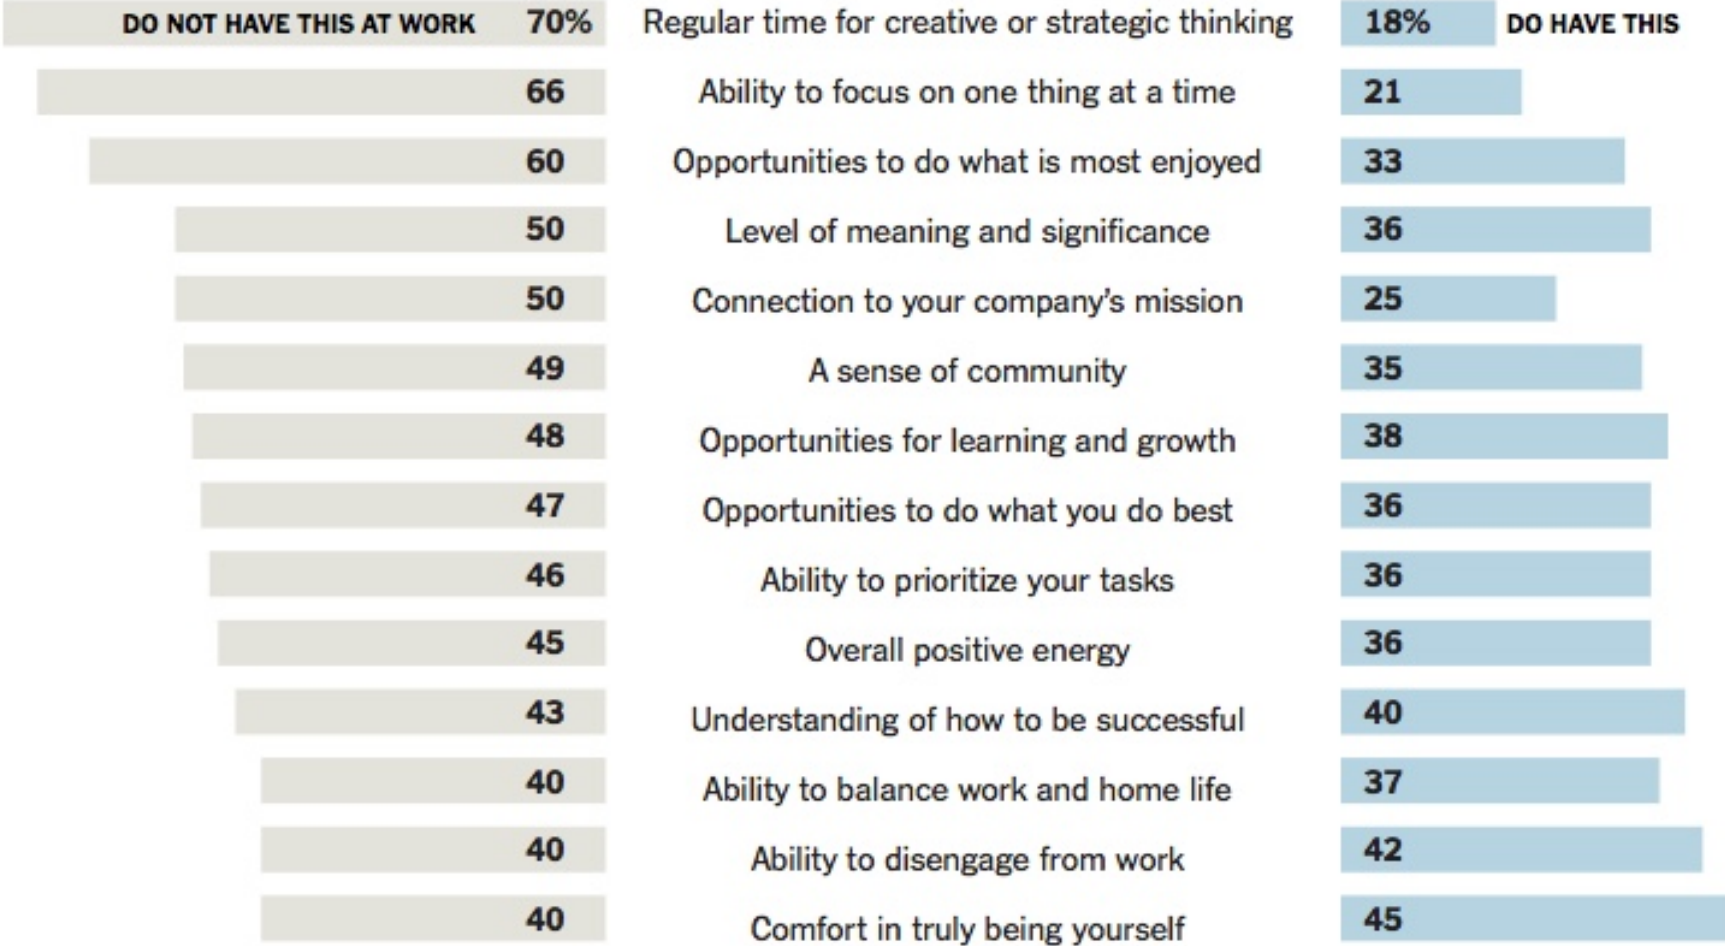 DO NOT HAVE THIS AT WORK 70% Regular time for creative or strategic thinking 18% DO HAVE THIS
66 Ability to focus on one thing at a time 21
60 Opportunities to do what is most enjoyed 33
50 Level of meaning and significance 36
50 Connection to your company’s mission 25
49 A sense of community 35
48 Opportunities for learning and growth 38
47 Opportunities to do what you do best 36
46 Ability to prioritize your tasks 36
45 Overall positive energy 36
43 Understanding of how to be successful 40
40 Ability to balance work and home life 37
40 Ability to disengage from work 42
40 Comfort in truly being yourself 45